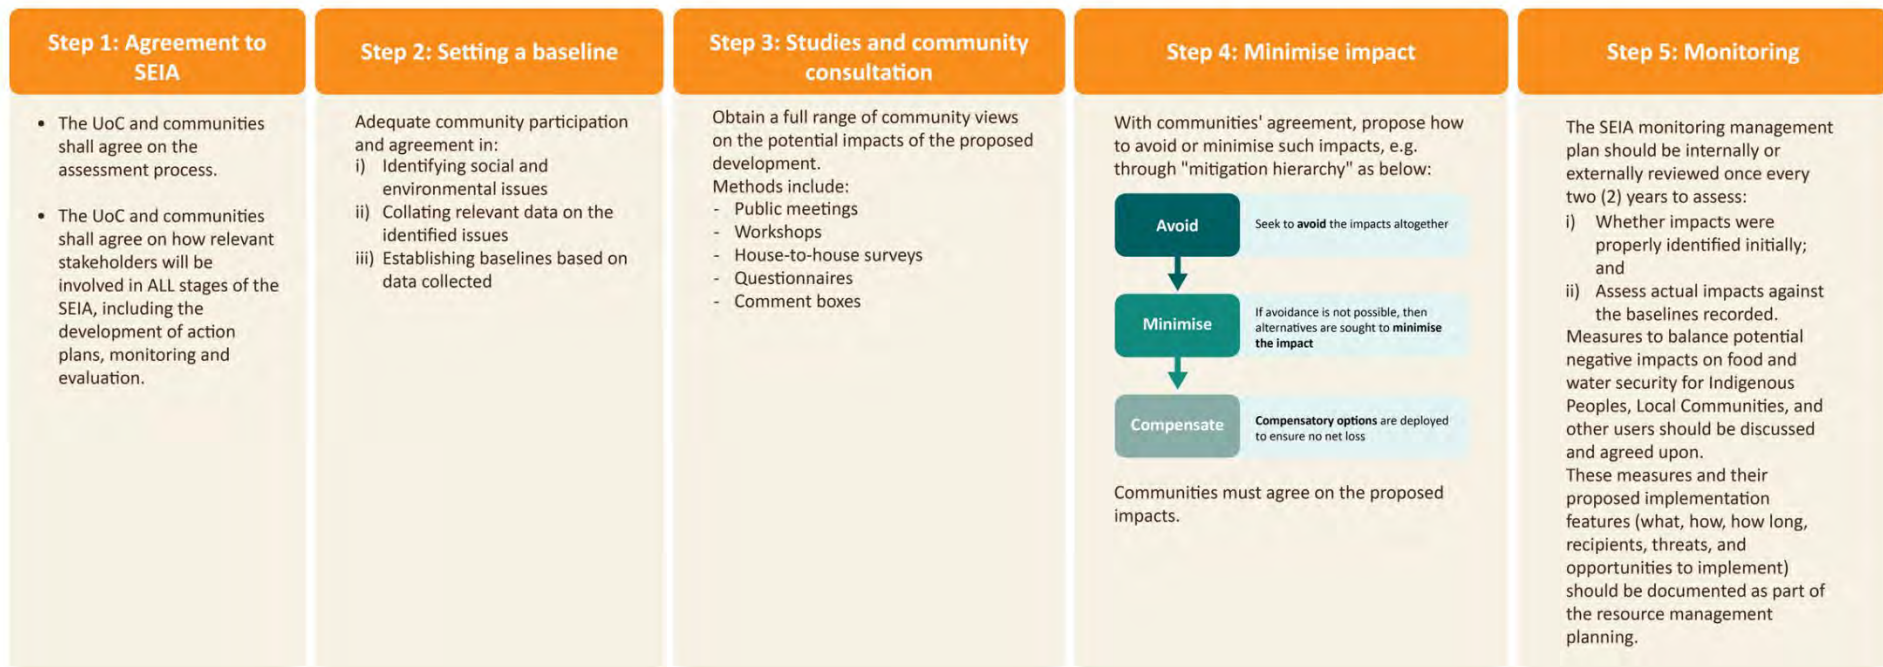 Step 1: Agreement to
SEIA
• The UoC and communities
shall agree on the
assessment process.
• The UoC and communities
shall agree on how relevant
stakeholders will be
involved in ALL stages of the
SEIA, including the
development of action
plans, monitoring and
evaluation.
Step 2: Setting a baseline
Adequate community participation
and agreement in:
i) Identifying social and
environmental issues
ii) Collating relevant data on the
identified issues
iii) Establishing baselines based on
data collected
Step 3: Studies and community
consultation
Obtain a full range of community views
on the potential impacts of the proposed
development.
Methods include:
- Public meetings
- Workshops
- House-to-house surveys
- Questionnaires
- Comment boxes
Step 4: Minimise impact
With communities' agreement, propose how
to avoid or minimise such impacts, e.g.
through "mitigation hierarchy" as below:
Avoid
Seek to avoid the impacts altogether
Minimise
If avoidance is not possible, then
alternatives are sought to minimise
the impact
Compensate
Compensatory options are deployed
to ensure no net loss
Communities must agree on the proposed
impacts.
Step 5: Monitoring
The SEIA monitoring management
plan should be internally or
externally reviewed once every
two (2) years to assess:
i) Whether impacts were
properly identified initially;
and
ii) Assess actual impacts against
the baselines recorded.
Measures to balance potential
negative impacts on food and
water security for Indigenous
Peoples, Local Communities, and
other users should be discussed
and agreed upon.
These measures and their
proposed implementation
features (what, how, how long,
recipients, threats, and
opportunities to implement)
should be documented as part of
the resource management
planning.